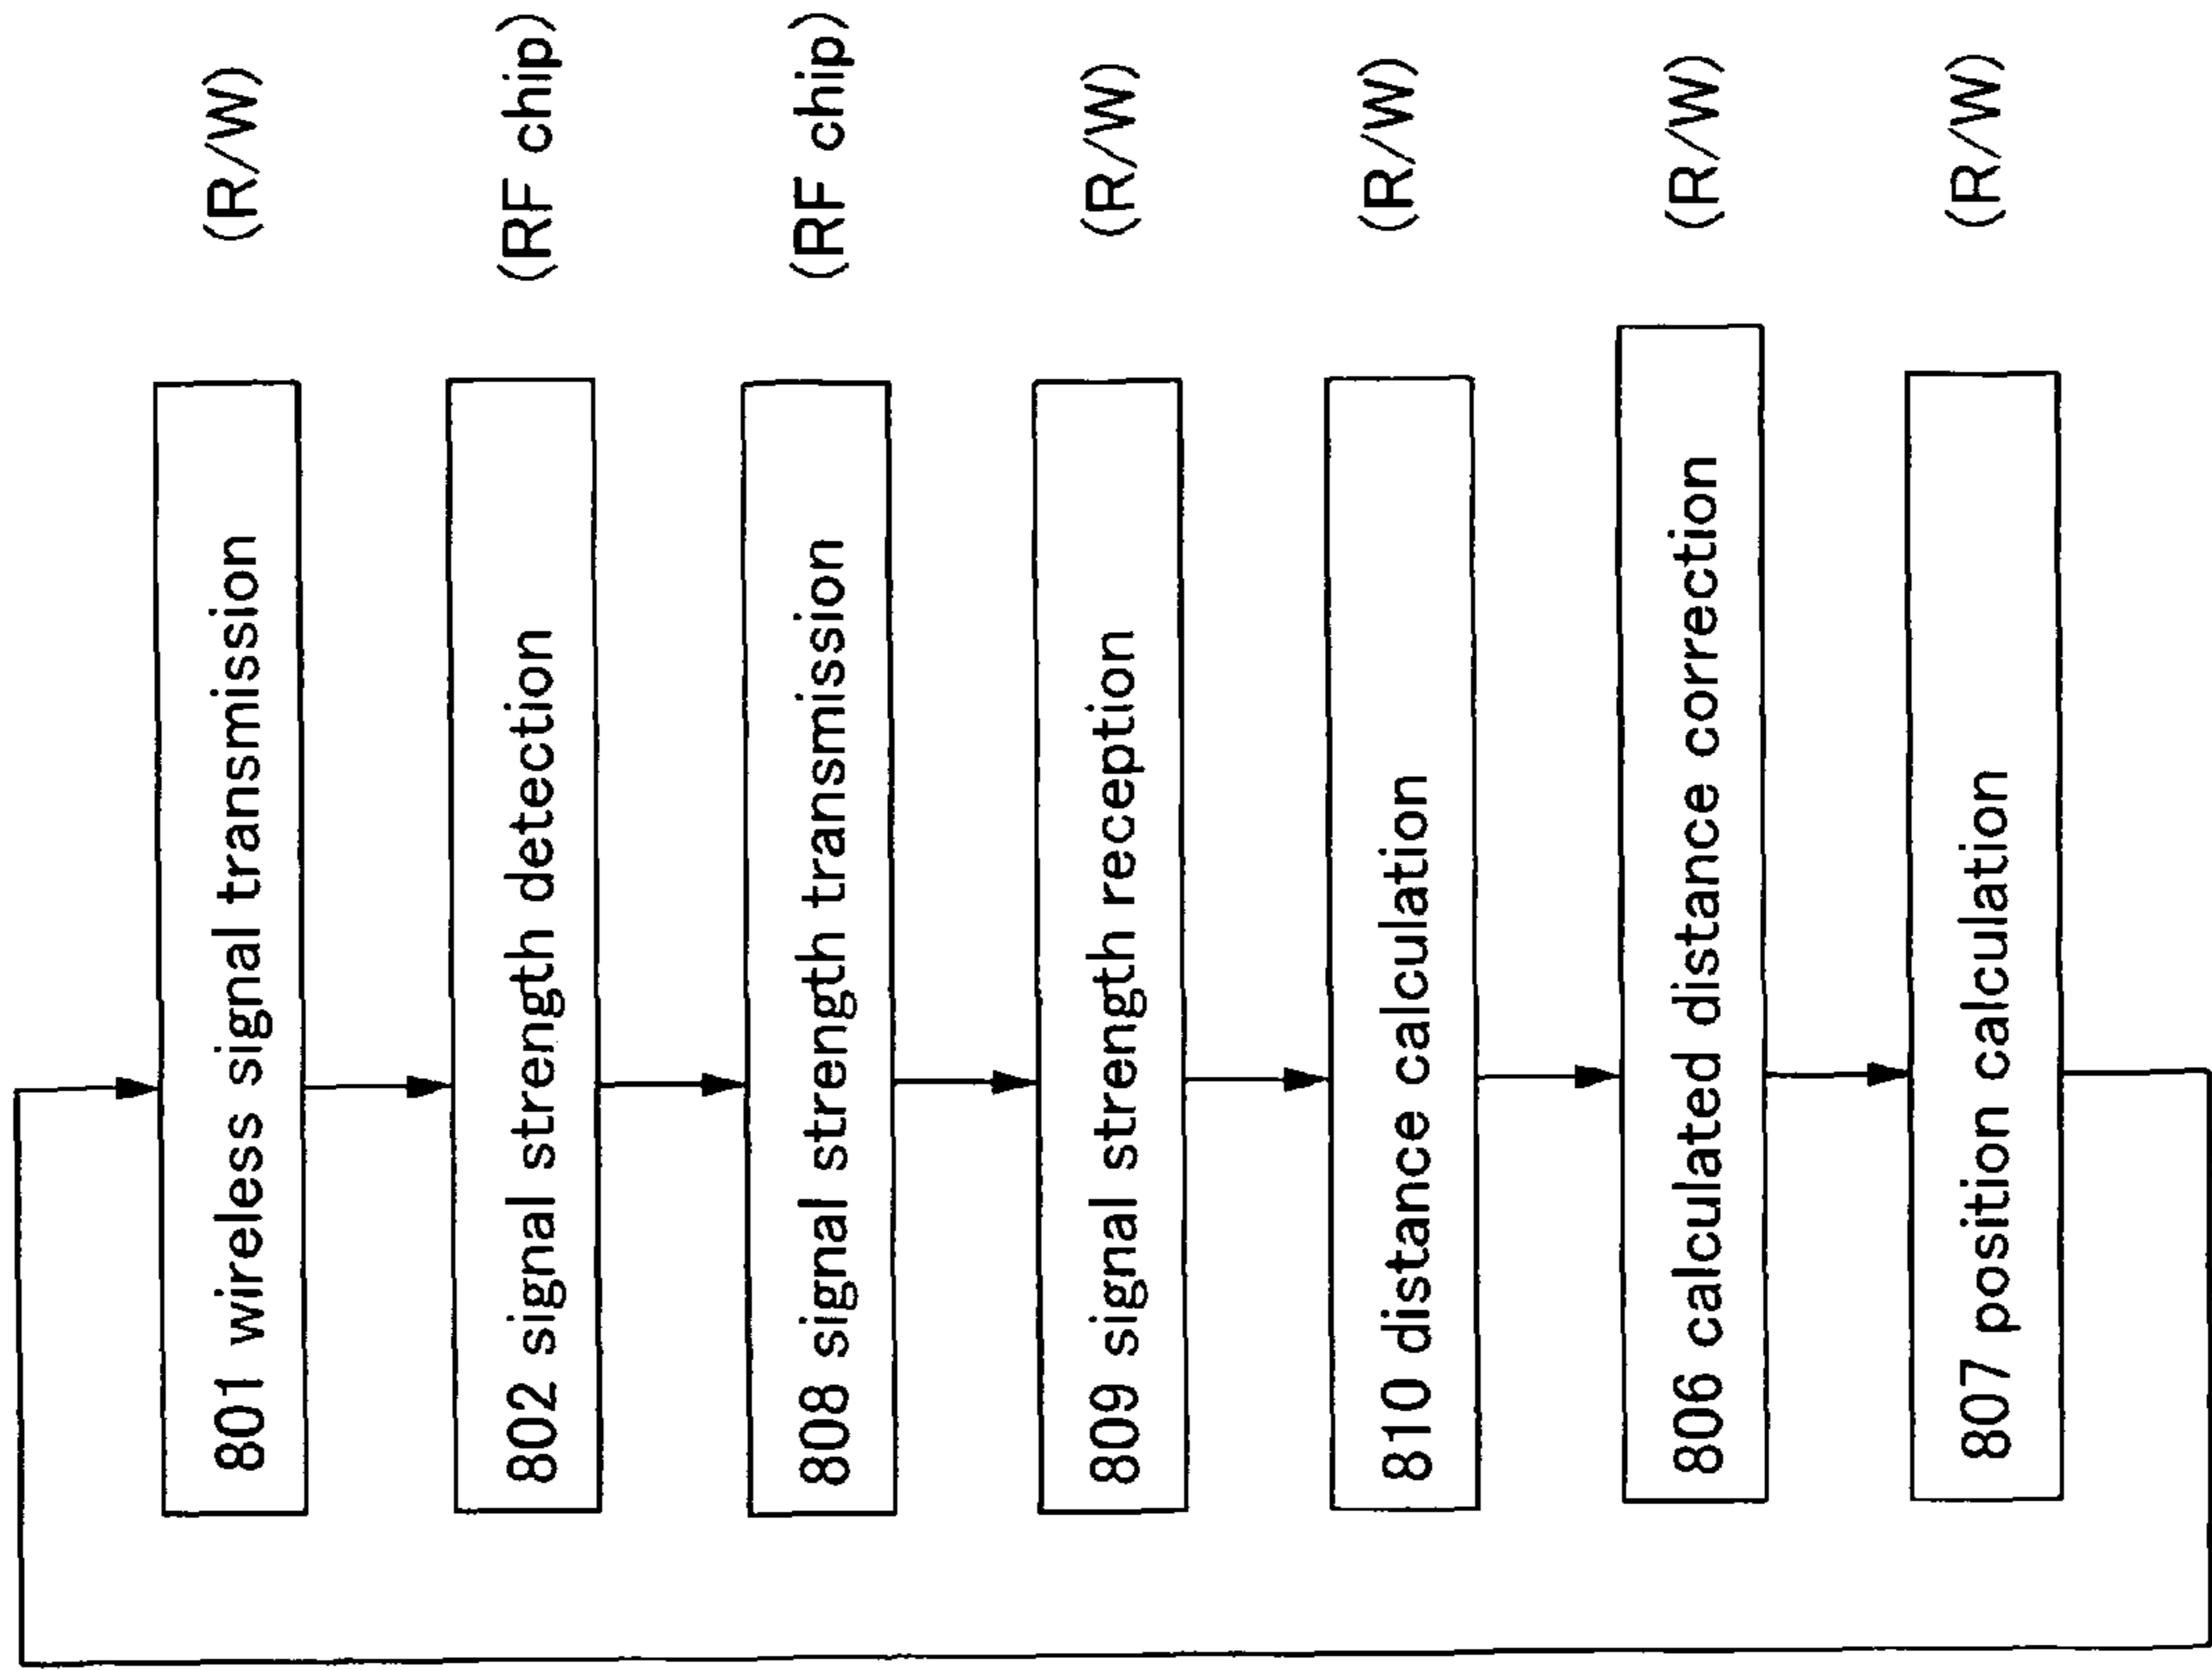 801 wireless signal transmission
(R/W)
802 signal strength detection
(RF chip)
808 signal strength transmission
(RF chip)
809 signal strength reception
(R/W)
810 distance calculation
(R/W)
806 calculated distance correction
(R/W)
807 position calculation
(R/W)